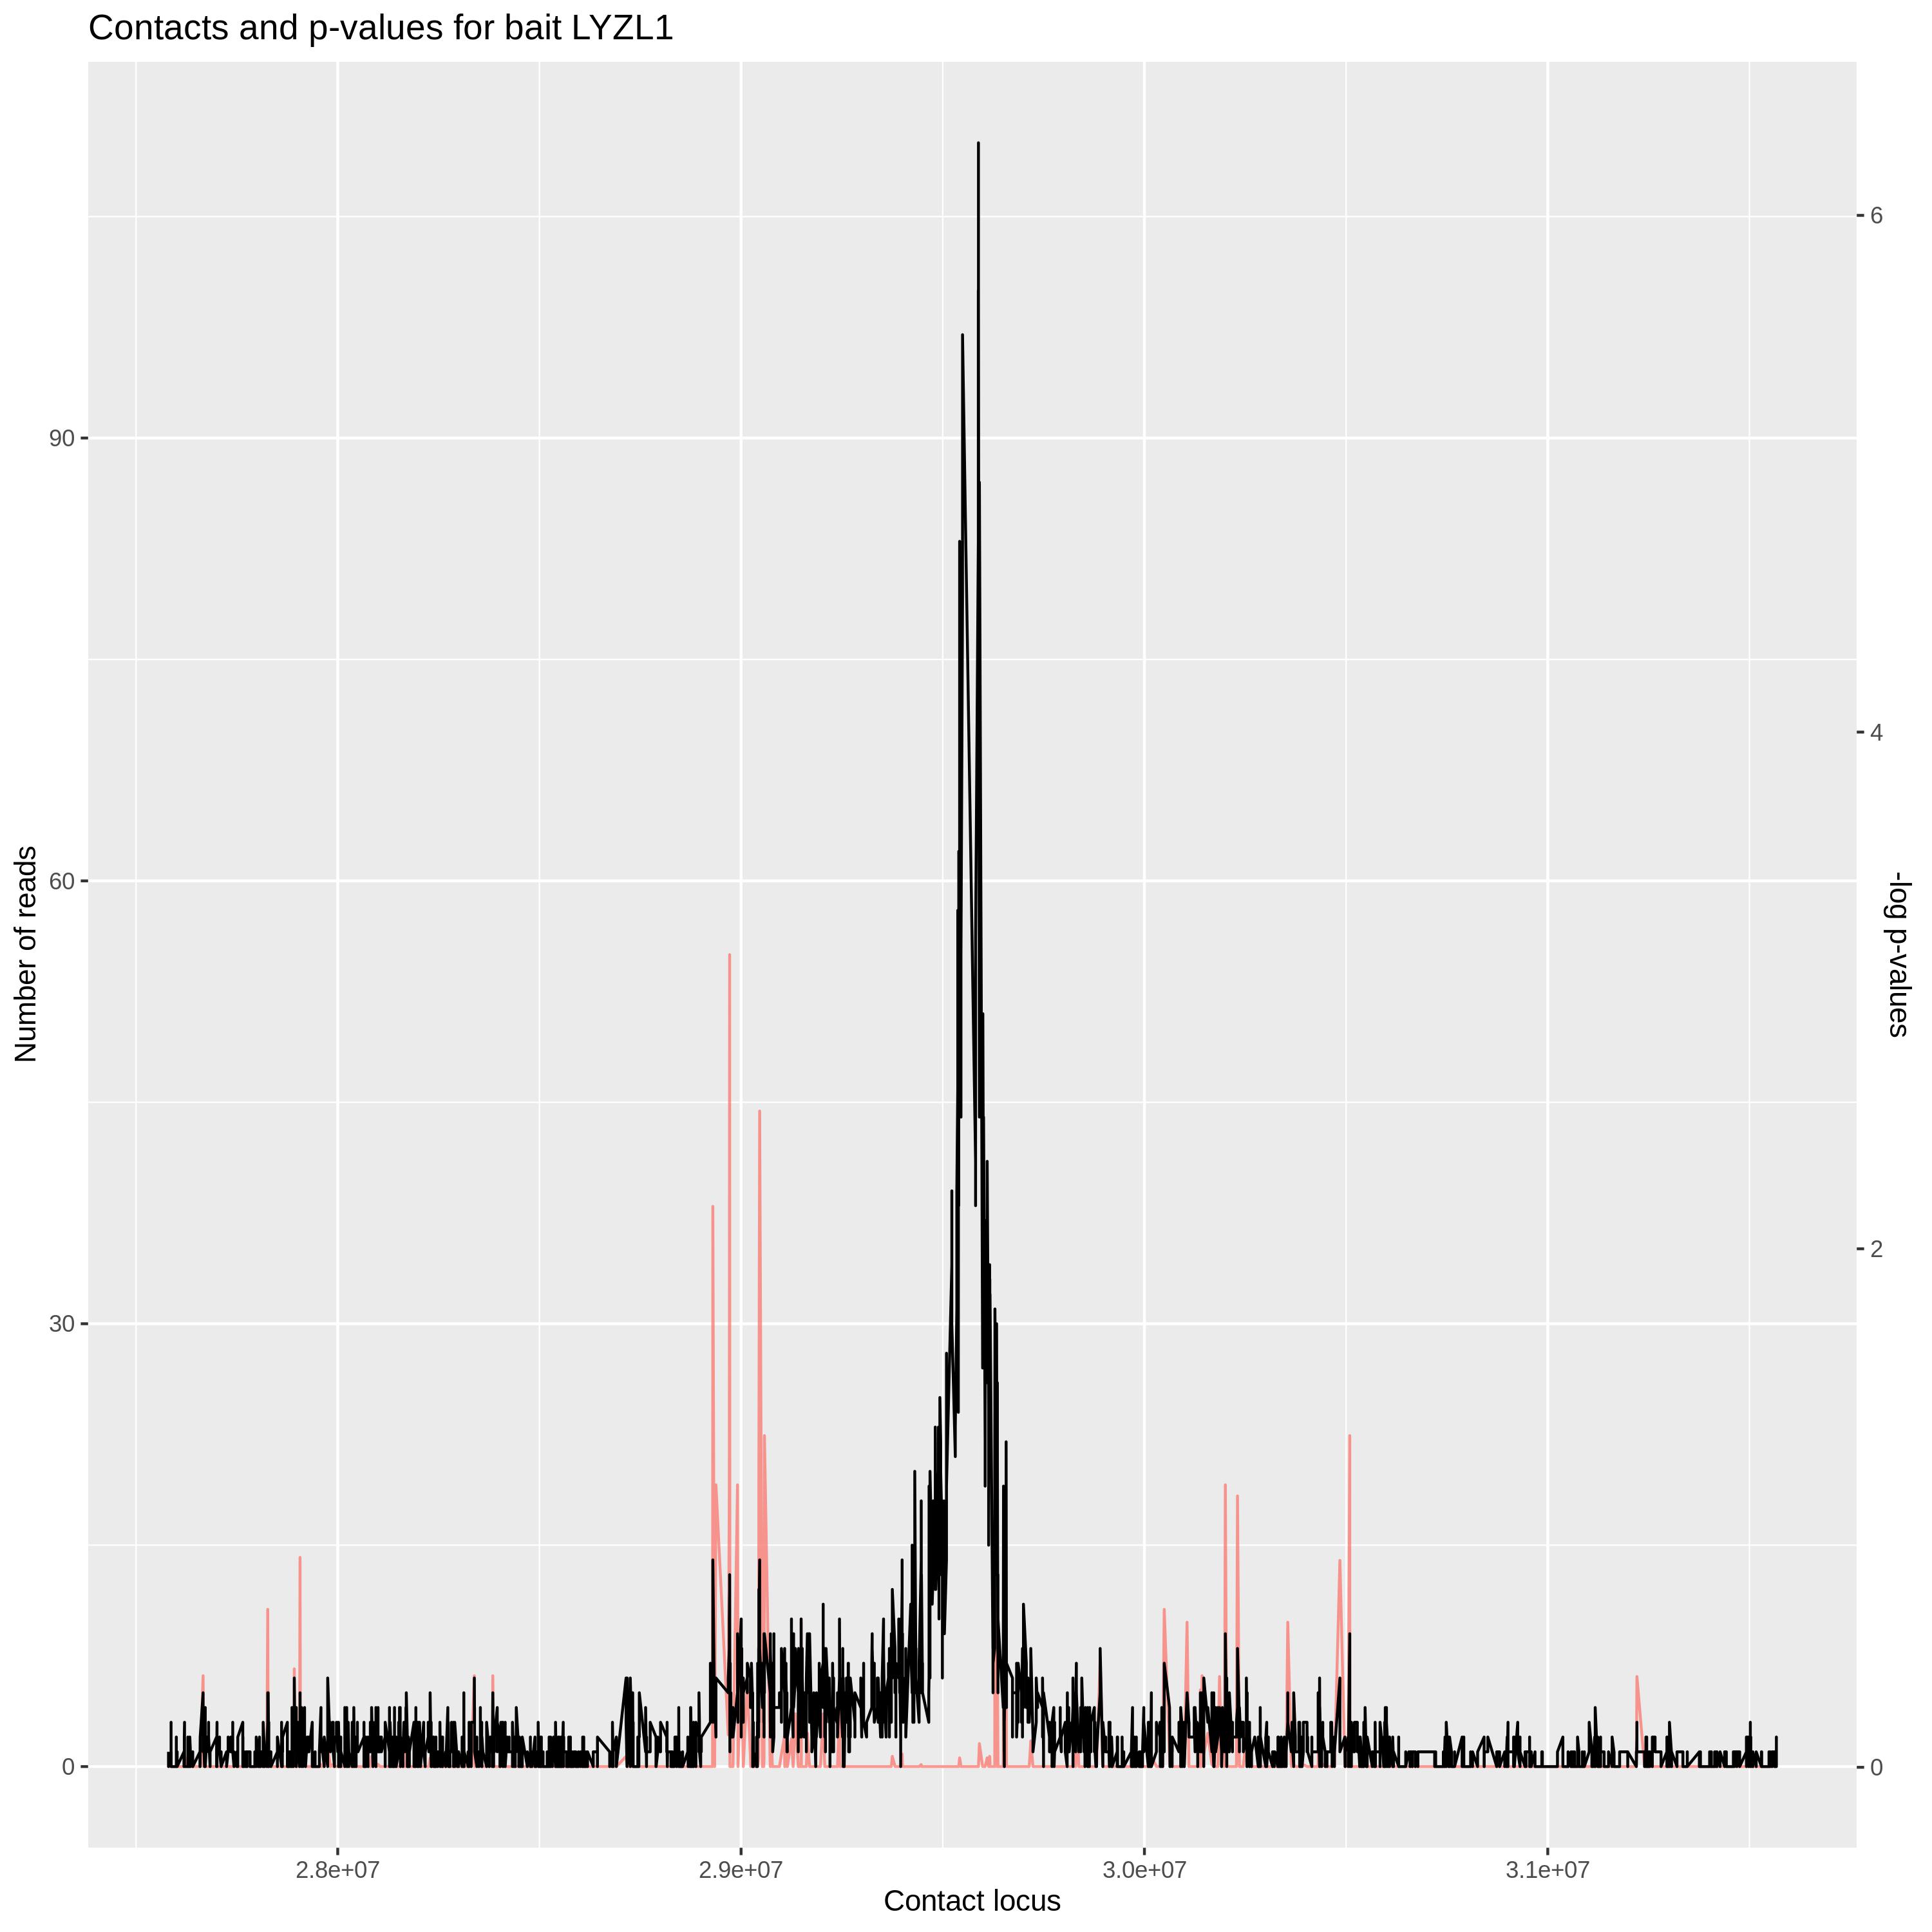 Contacts and p-values for bait LYZL1
Number of reads
90
60
30
0
6
4
2
0
-log p-values
2.8e+07
2.9e+07
3.0e+07
3.1e+07
Contact locus